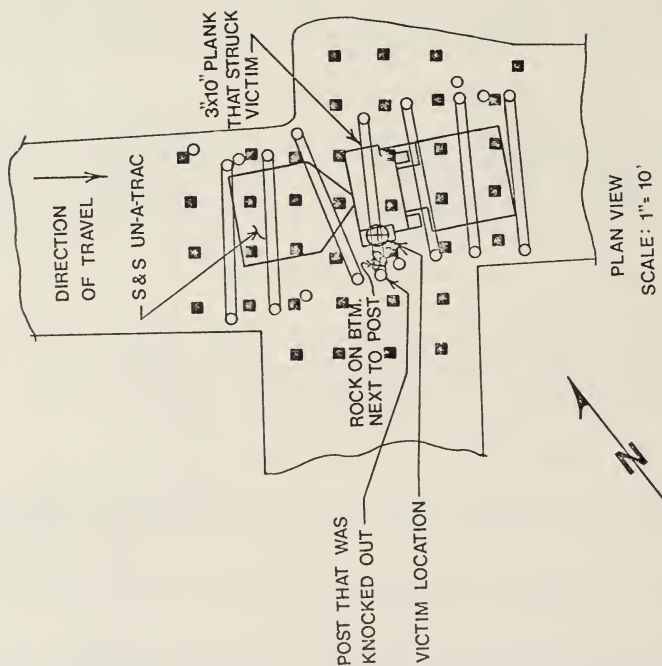 DIRECTION
OF TRAVEL
S&S UN-A-TRAC
3"x10" PLANK
THAT STRUCK
VICTIM
ROCK ON BTM.
NEXT TO POST
POST THAT WAS
KNOCKED OUT
VICTIM LOCATION
N
PLAN VIEW
SCALE: 1"= 10'